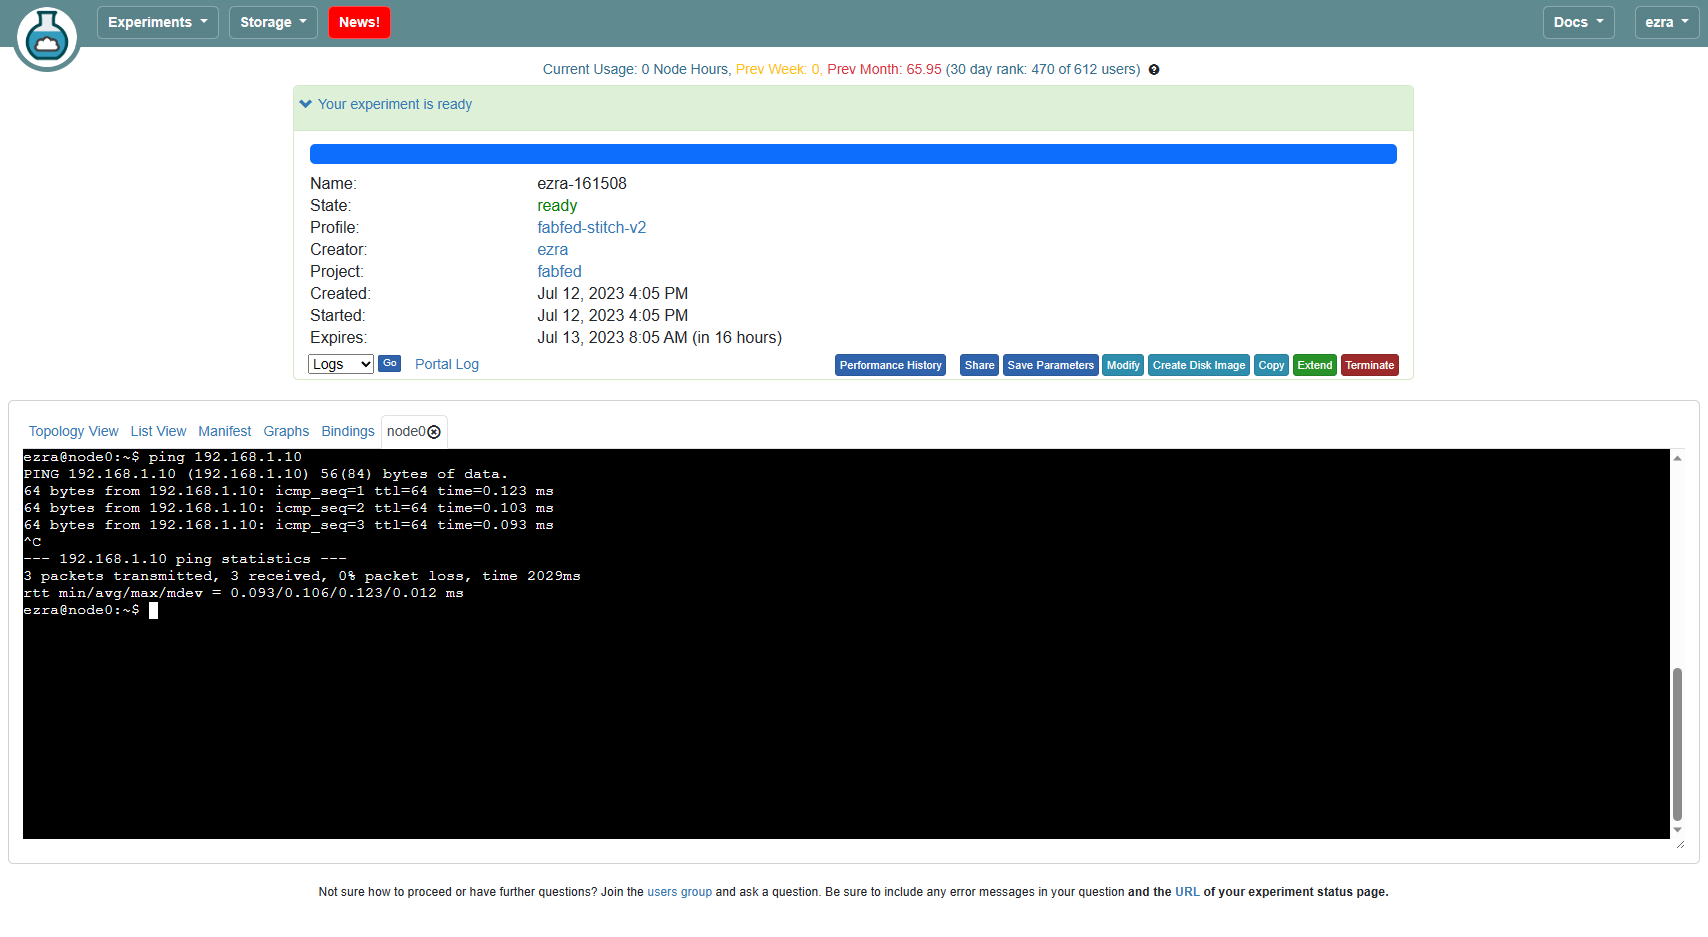 Experiments Storage News! Docs ezra
Current Usage: 0 Node Hours, Prev Week: 0, Prev Month: 65.95 (30 day rank: 470 of 612 users)
Your experiment is ready
Name: ezra-161508
State: ready
Profile: fabfed-stitch-v2
Creator: ezra
Project: fabfed
Created: Jul 12, 2023 4:05 PM
Started: Jul 12, 2023 4:05 PM
Expires: Jul 13, 2023 8:05 AM (in 16 hours)
Logs Go Portal Log Performance History Share Save Parameters Modify Create Disk Image Copy Extend Terminate
Topology View List View Manifest Graphs Bindings node0
ezra@node0:~$ ping 192.168.1.10
PING 192.168.1.10 (192.168.1.10) 56(84) bytes of data.
64 bytes from 192.168.1.10: icmp_seq=1 ttl=64 time=0.123 ms
64 bytes from 192.168.1.10: icmp_seq=2 ttl=64 time=0.103 ms
64 bytes from 192.168.1.10: icmp_seq=3 ttl=64 time=0.093 ms
^C
--- 192.168.1.10 ping statistics ---
3 packets transmitted, 3 received, 0% packet loss, time 2029ms
rtt min/avg/max/mdev = 0.093/0.106/0.123/0.012 ms
ezra@node0:~$
Not sure how to proceed or have further questions? Join the users group and ask a question. Be sure to include any error messages in your question and the URL of your experiment status page.